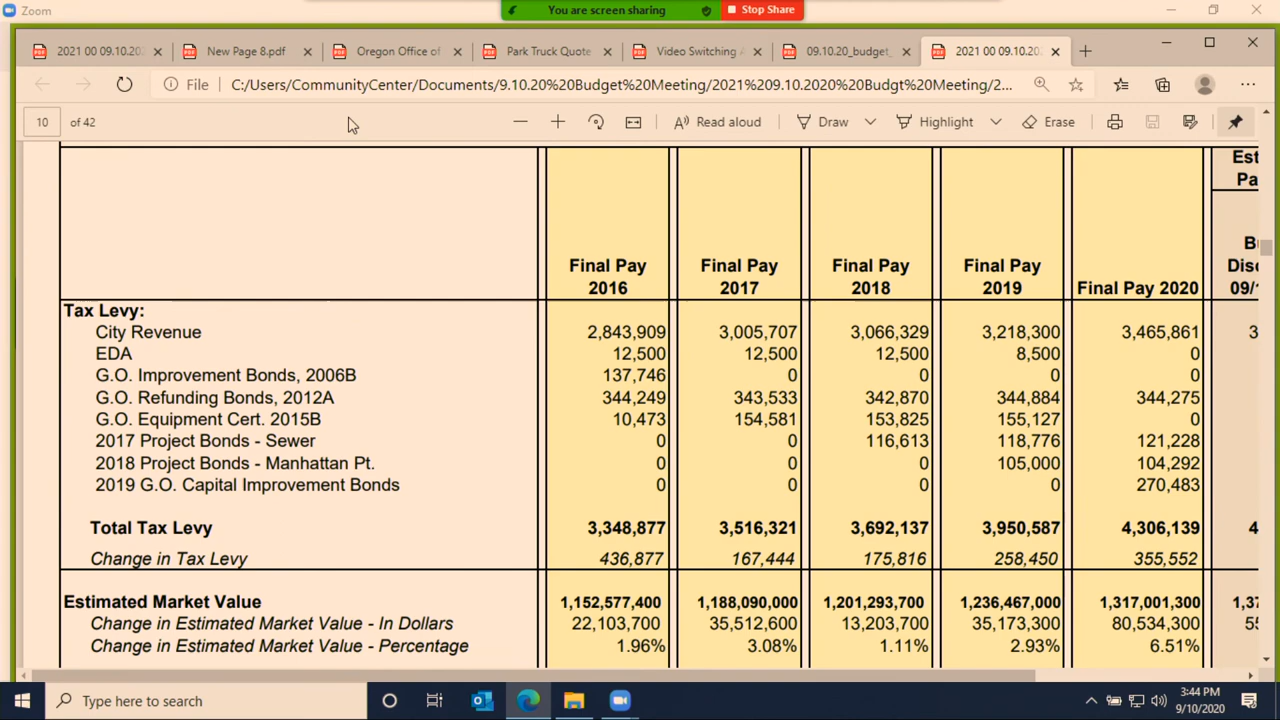 Zoom
You are screen sharing
Stop Share
2021 00 09.10.20
New Page 8.pdf
Oregon Office of
Park Truck Quote
Video Switching A
09.10.20_budget_
2021 00 09.10.20
File C:/Users/CommunityCenter/Documents/9.10.20%20Budget%20Meeting/2021%209.10.2020%20Budgt%20Meeting/2...
10 of 42 Read aloud Draw Highlight Erase
Est
Pa
B
Final Pay Final Pay Final Pay Final Pay Disc
2016 2017 2018 2019 Final Pay 2020 09/1
Tax Levy:
City Revenue 2,843,909 3,005,707 3,066,329 3,218,300 3,465,861 3
EDA 12,500 12,500 12,500 8,500 0
G.O. Improvement Bonds, 2006B 137,746 0 0 0 0
G.O. Refunding Bonds, 2012A 344,249 343,533 342,870 344,884 344,275
G.O. Equipment Cert. 2015B 10,473 154,581 153,825 155,127 0
2017 Project Bonds - Sewer 0 0 116,613 118,776 121,228
2018 Project Bonds - Manhattan Pt. 0 0 0 105,000 104,292
2019 G.O. Capital Improvement Bonds 0 0 0 0 270,483
Total Tax Levy 3,348,877 3,516,321 3,692,137 3,950,587 4,306,139 4
Change in Tax Levy 436,877 167,444 175,816 258,450 355,552
Estimated Market Value 1,152,577,400 1,188,090,000 1,201,293,700 1,236,467,000 1,317,001,300 1,37
Change in Estimated Market Value - In Dollars 22,103,700 35,512,600 13,203,700 35,173,300 80,534,300 55
Change in Estimated Market Value - Percentage 1.96% 3.08% 1.11% 2.93% 6.51%
Type here to search
3:44 PM
9/10/2020